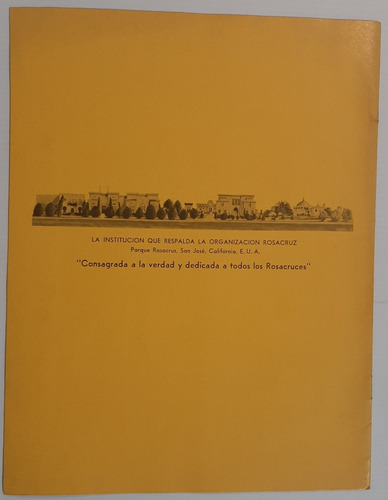 LA INSTITUCION QUE RESPALDA LA ORGANIZACION ROSACRUZ
Parque Rosacruz, San José, California, E. U. A.
"Consagrada a la verdad y dedicada a todos los Rosacruces"